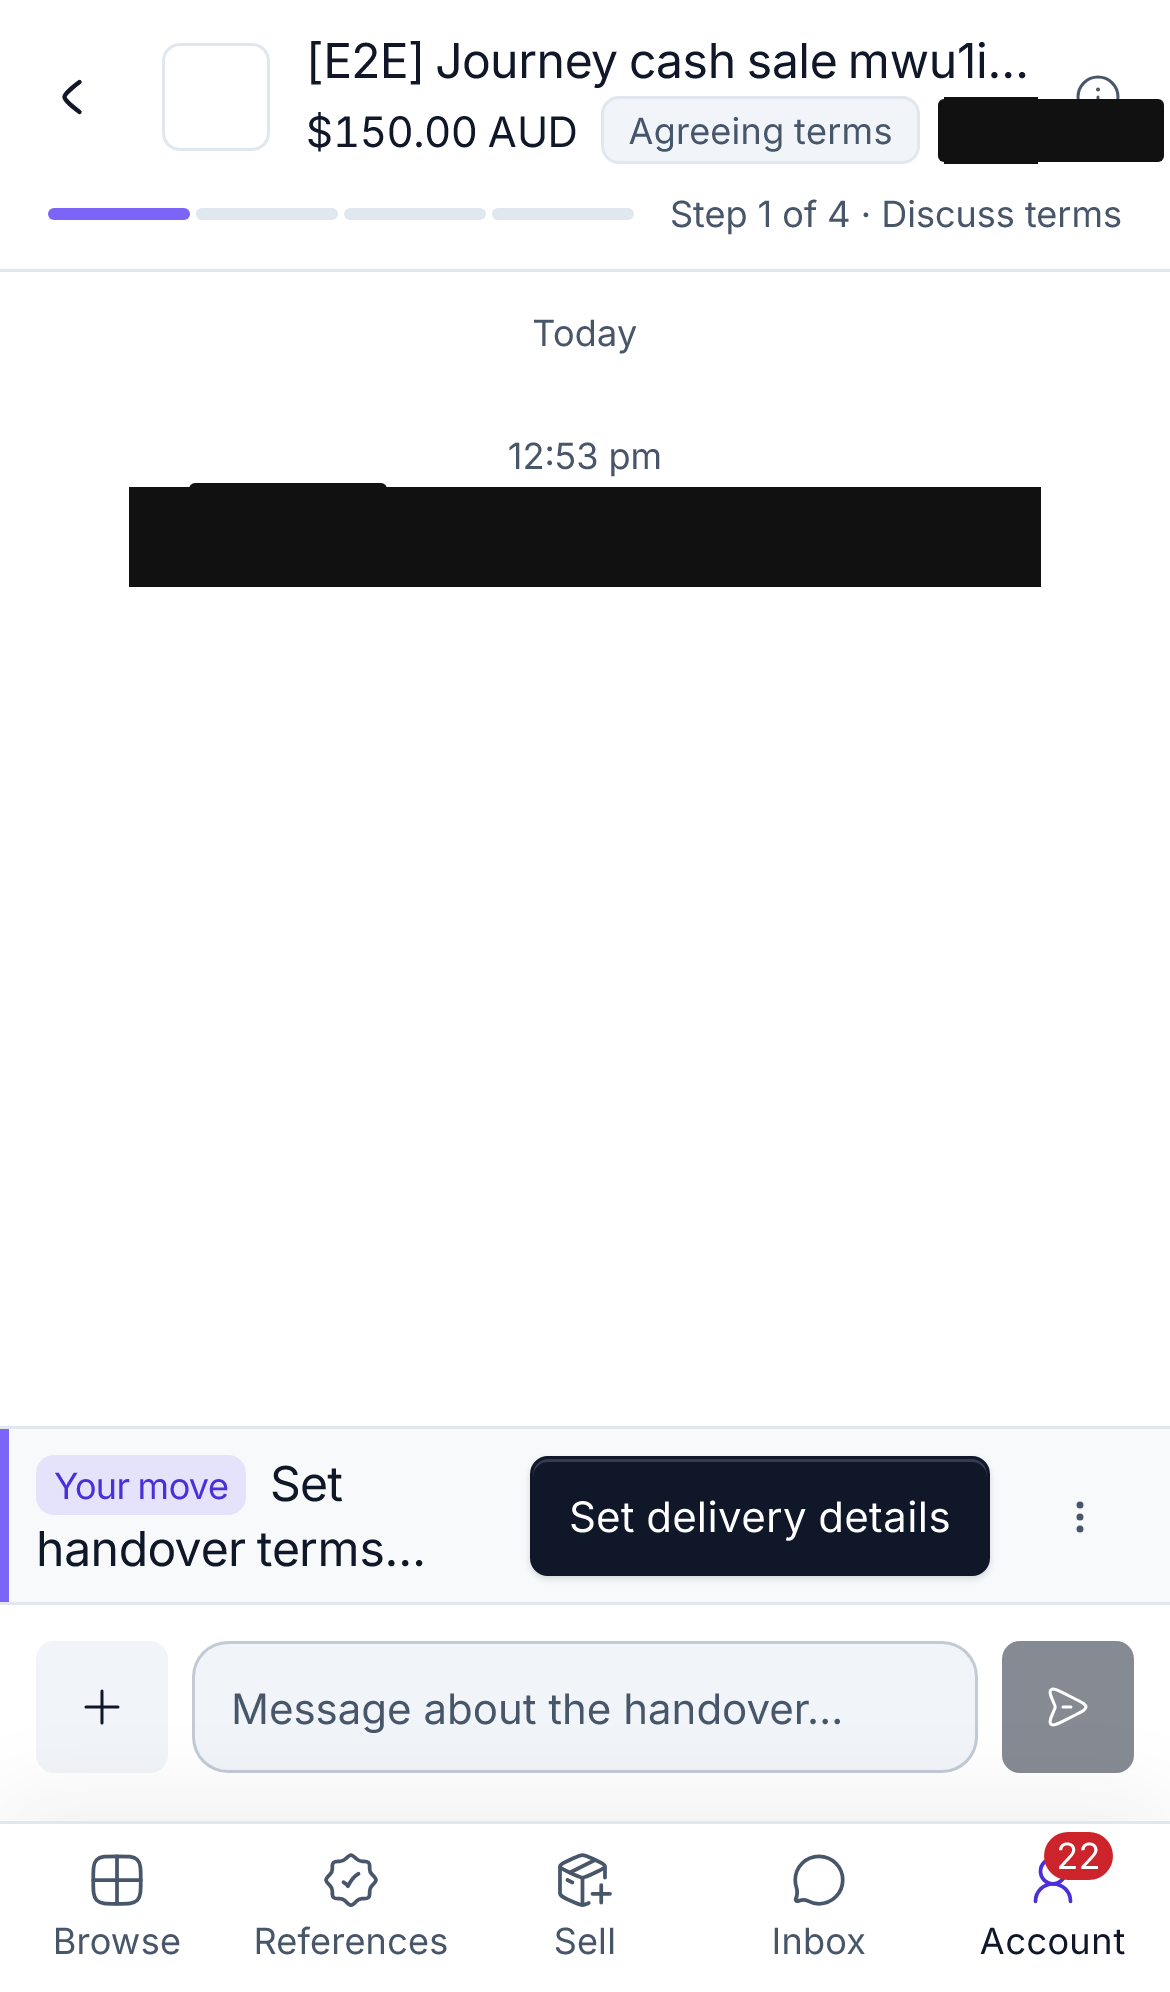 [E2E] Journey cash sale mwu1i...
$150.00 AUD Agreeing terms
Step 1 of 4 · Discuss terms
Today
12:53 pm
Your move Set
handover terms...
Set delivery details
Message about the handover...
22
Browse References Sell Inbox Account